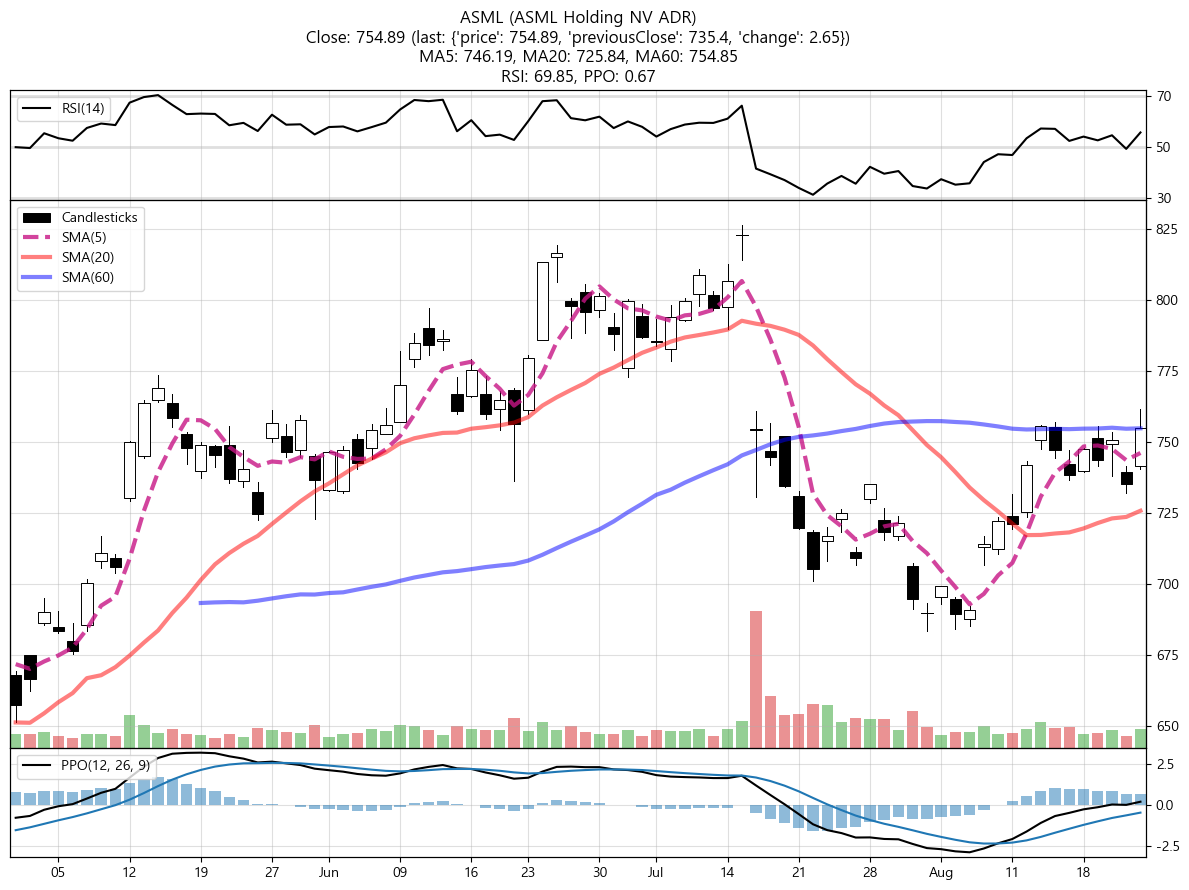 ASML (ASML Holding NV ADR)
Close: 754.89 (last: {'price': 754.89, 'previousClose': 735.4, 'change': 2.65})
MA5: 746.19, MA20: 725.84, MA60: 754.85
RSI: 69.85, PPO: 0.67
RSI(14)
70
50
30
Candlesticks
SMA(5)
SMA(20)
SMA(60)
825
800
775
750
725
700
675
650
PPO(12, 26, 9)
2.5
0.0
−2.5
05 12 19 27 Jun 09 16 23 30 Jul 14 21 28 Aug 11 18